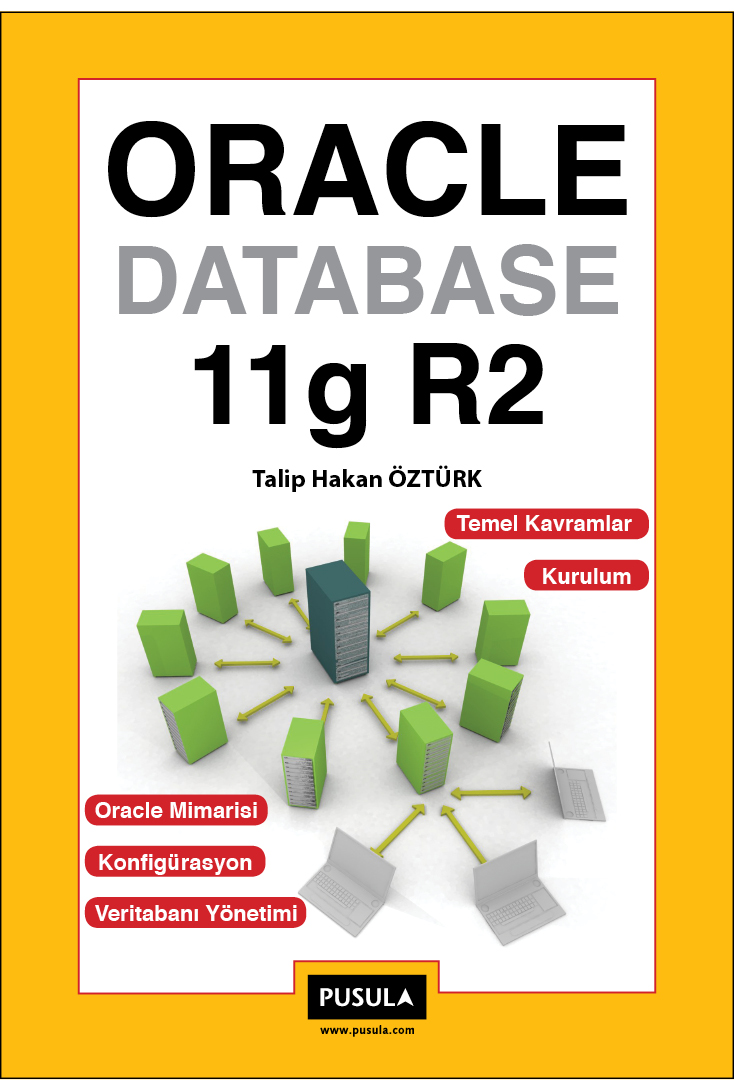 ORACLE
DATABASE
11g R2
Talip Hakan ÖZTÜRK
Temel Kavramlar
Kurulum
Oracle Mimarisi
Konfigürasyon
Veritabanı Yönetimi
PUSULA
www.pusula.com